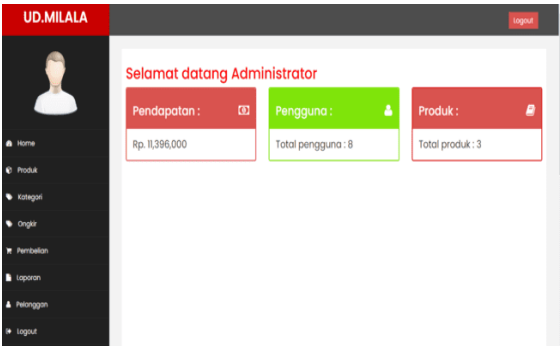 UD.MILALA
Logout
Selamat datang Administrator
Pendapatan :
Pengguna :
Produk :
Rp. 11,396,000
Total pengguna : 8
Total produk : 3
Home
Produk
Kategori
Ongkir
Pembelian
Laporan
Pelanggan
Logout